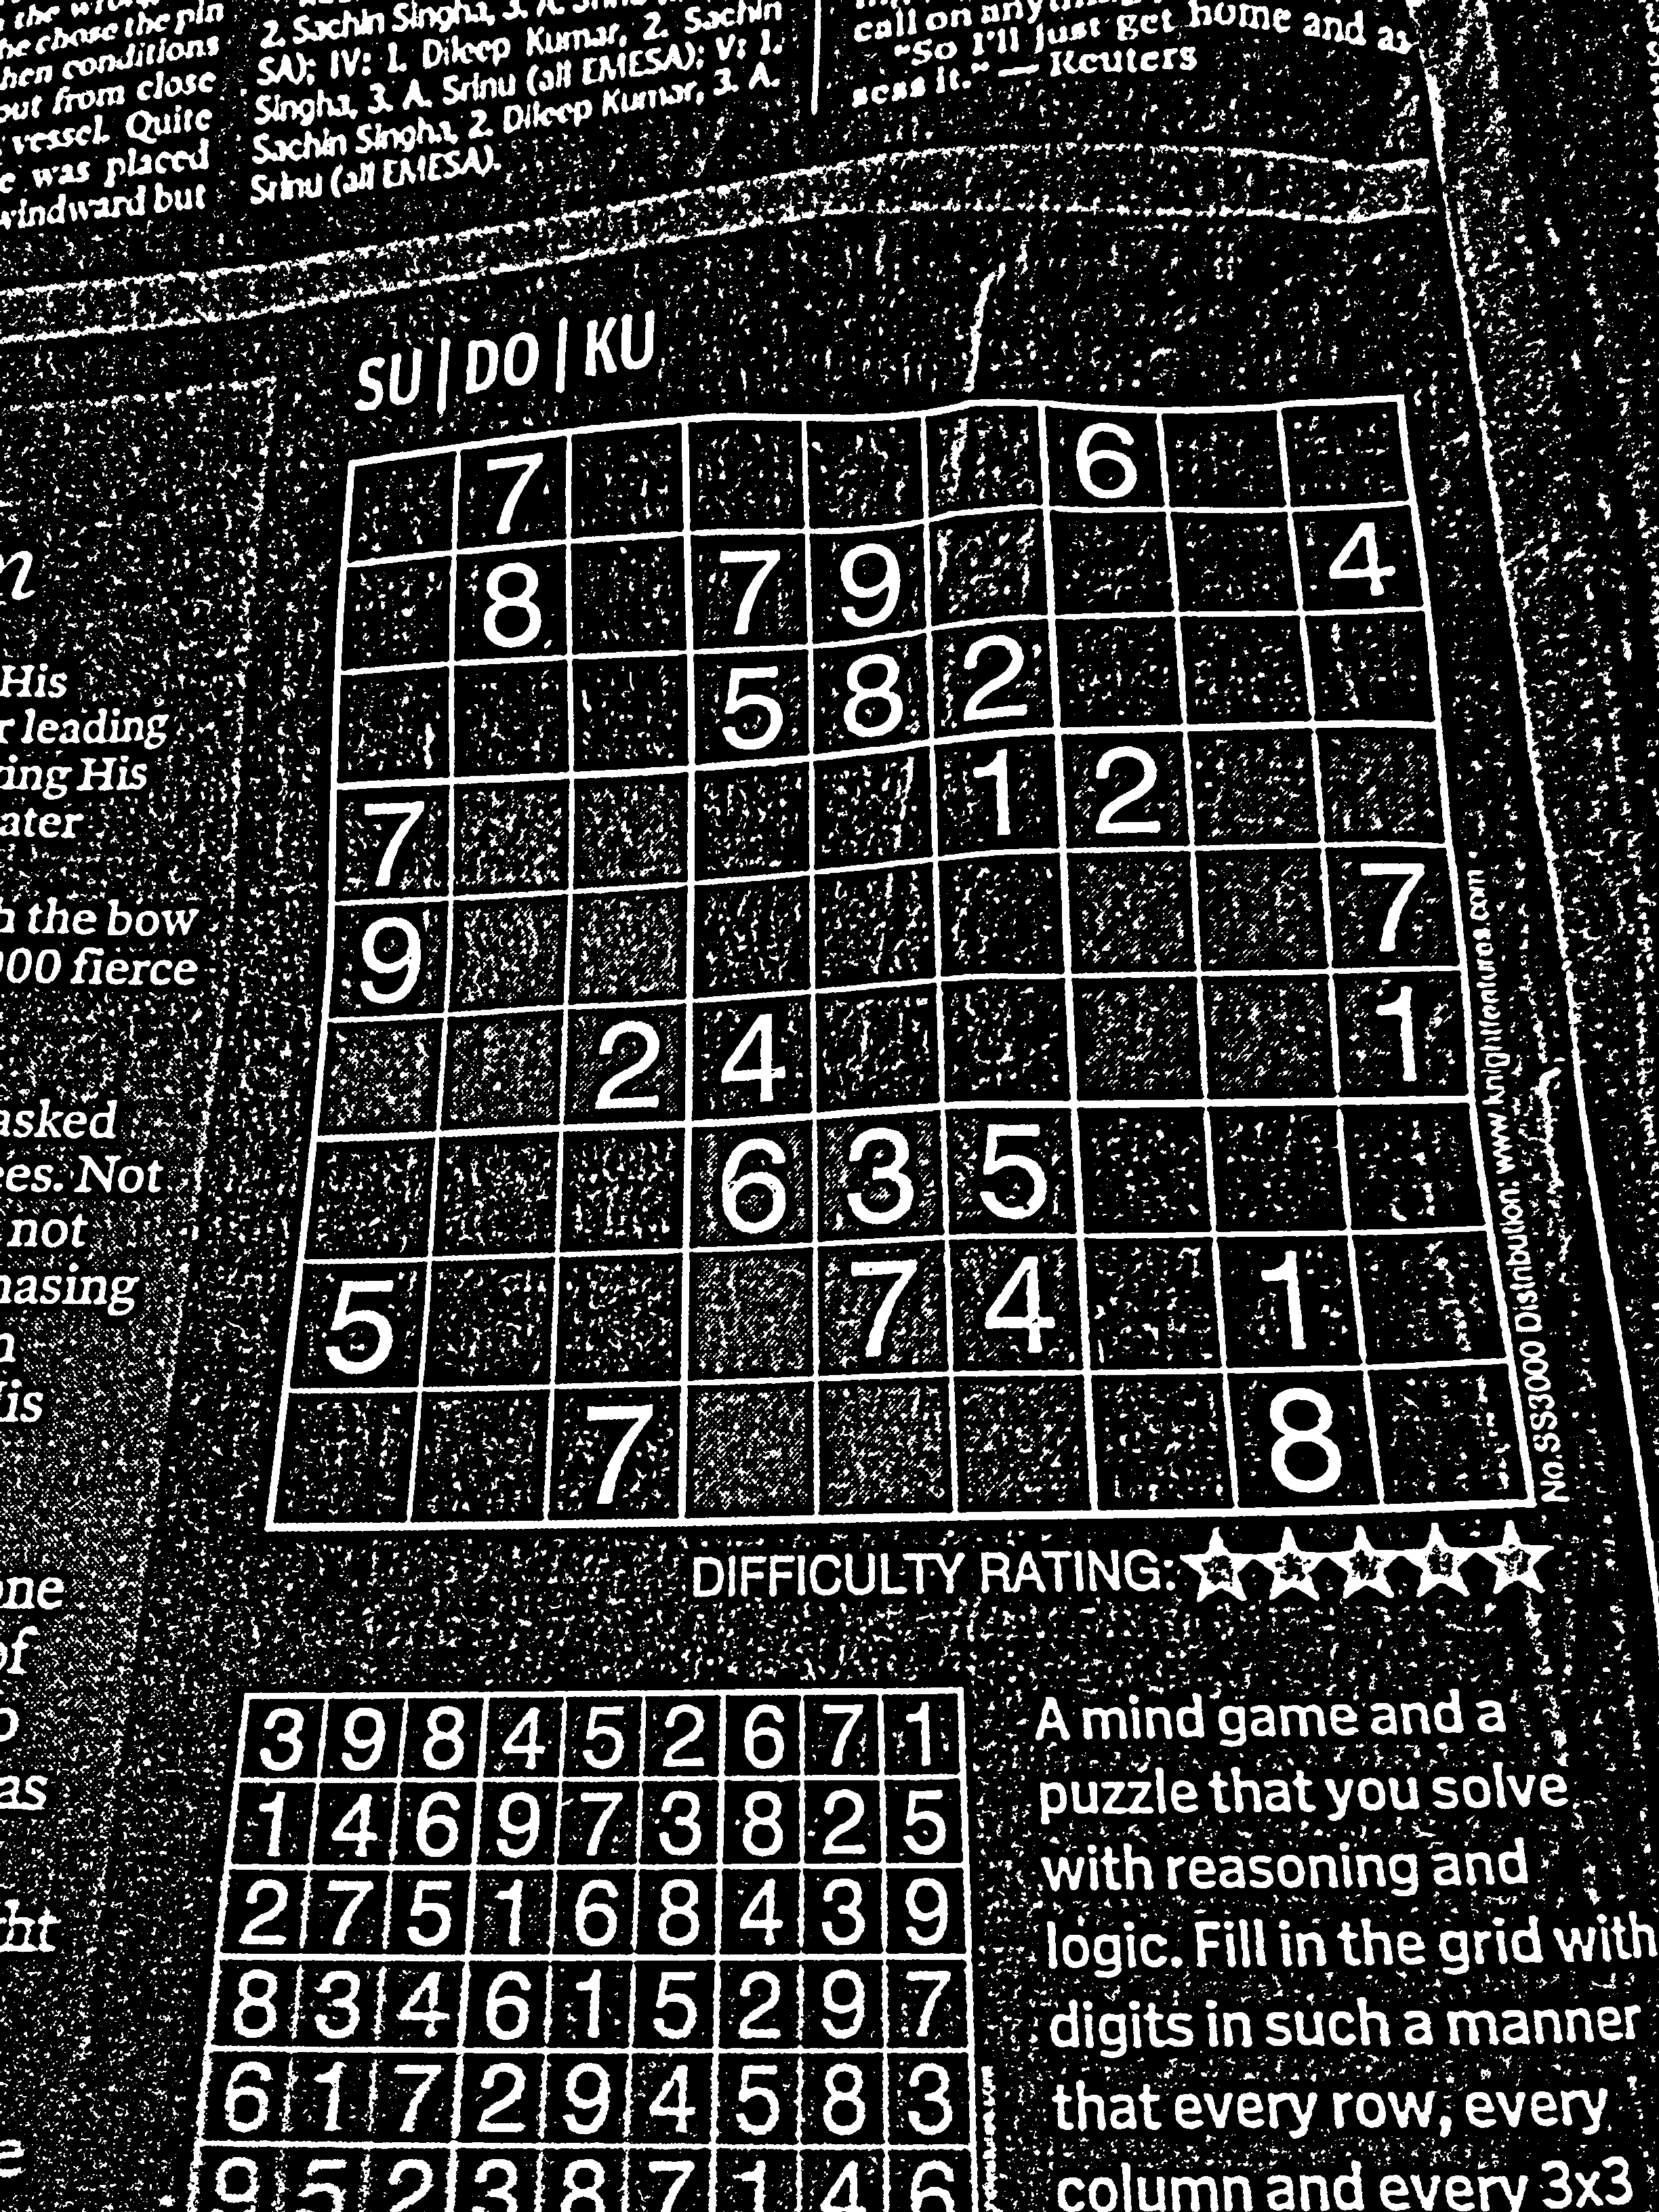 he chose the pin
hen conditions
out from close
vessel. Quite
e was placed
windward but
2. Sachin Singha, 3. A.
SA); IV: 1. Dileep Kumar, 2. Sachin
Singha, 3. A. Srinu (all EMESA); V: 1.
Sachin Singha, 2. Dileep Kumar, 3. A.
Srinu (all EMESA).
call on
"So I'll just get home and as
sess it." — Reuters
n
His
r leading
ring His
ater
h the bow
000 fierce
asked
ees. Not
not
hasing
n
is
one
of
o
as
ht
e
SU|DO|KU
7 6
8 7 9 4
5 8 2
7 1 2
9 7
2 4 1
6 3 5
5 7 4 1
7 8
No.SS3000 Distribution: www.knightfeatures.com
DIFFICULTY RATING: ☆☆☆☆☆
3 9 8 4 5 2 6 7 1
1 4 6 9 7 3 8 2 5
2 7 5 1 6 8 4 3 9
8 3 4 6 1 5 2 9 7
6 1 7 2 9 4 5 8 3
9 5 2 3 8 7 1 4 6
A mind game and a
puzzle that you solve
with reasoning and
logic. Fill in the grid with
digits in such a manner
that every row, every
column and every 3x3